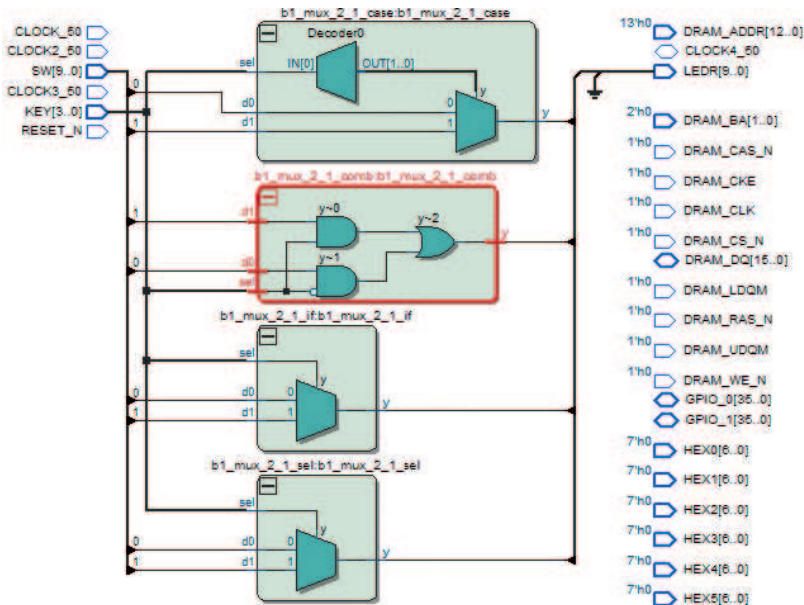 b1_mux_2_1_case:b1_mux_2_1_case
CLOCK_50
CLOCK2_50
SW[9..0]
CLOCK3_50
KEY[3..0]
RESET_N
0
1
Decoder0
sel
IN[0]
OUT[1..0]
y
d0
0
d1
1
y
b1_mux_2_1_comb:b1_mux_2_1_comb
1
d1
y~0
y~2
y
0
d0
y~1
sel
b1_mux_2_1_if:b1_mux_2_1_if
sel
y
0
d0
0
1
d1
1
y
b1_mux_2_1_sel:b1_mux_2_1_sel
sel
y
0
d0
0
1
d1
1
y
13'h0
DRAM_ADDR[12..0]
CLOCK4_50
LEDR[9..0]
2'h0
DRAM_BA[1..0]
1'h0
DRAM_CAS_N
1'h0
DRAM_CKE
1'h0
DRAM_CLK
1'h0
DRAM_CS_N
DRAM_DQ[15..0]
1'h0
DRAM_LDQM
1'h0
DRAM_RAS_N
1'h0
DRAM_UDQM
1'h0
DRAM_WE_N
GPIO_0[35..0]
GPIO_1[35..0]
7'h0
HEX0[6..0]
7'h0
HEX1[6..0]
7'h0
HEX2[6..0]
7'h0
HEX3[6..0]
7'h0
HEX4[6..0]
7'h0
HEX5[6..0]